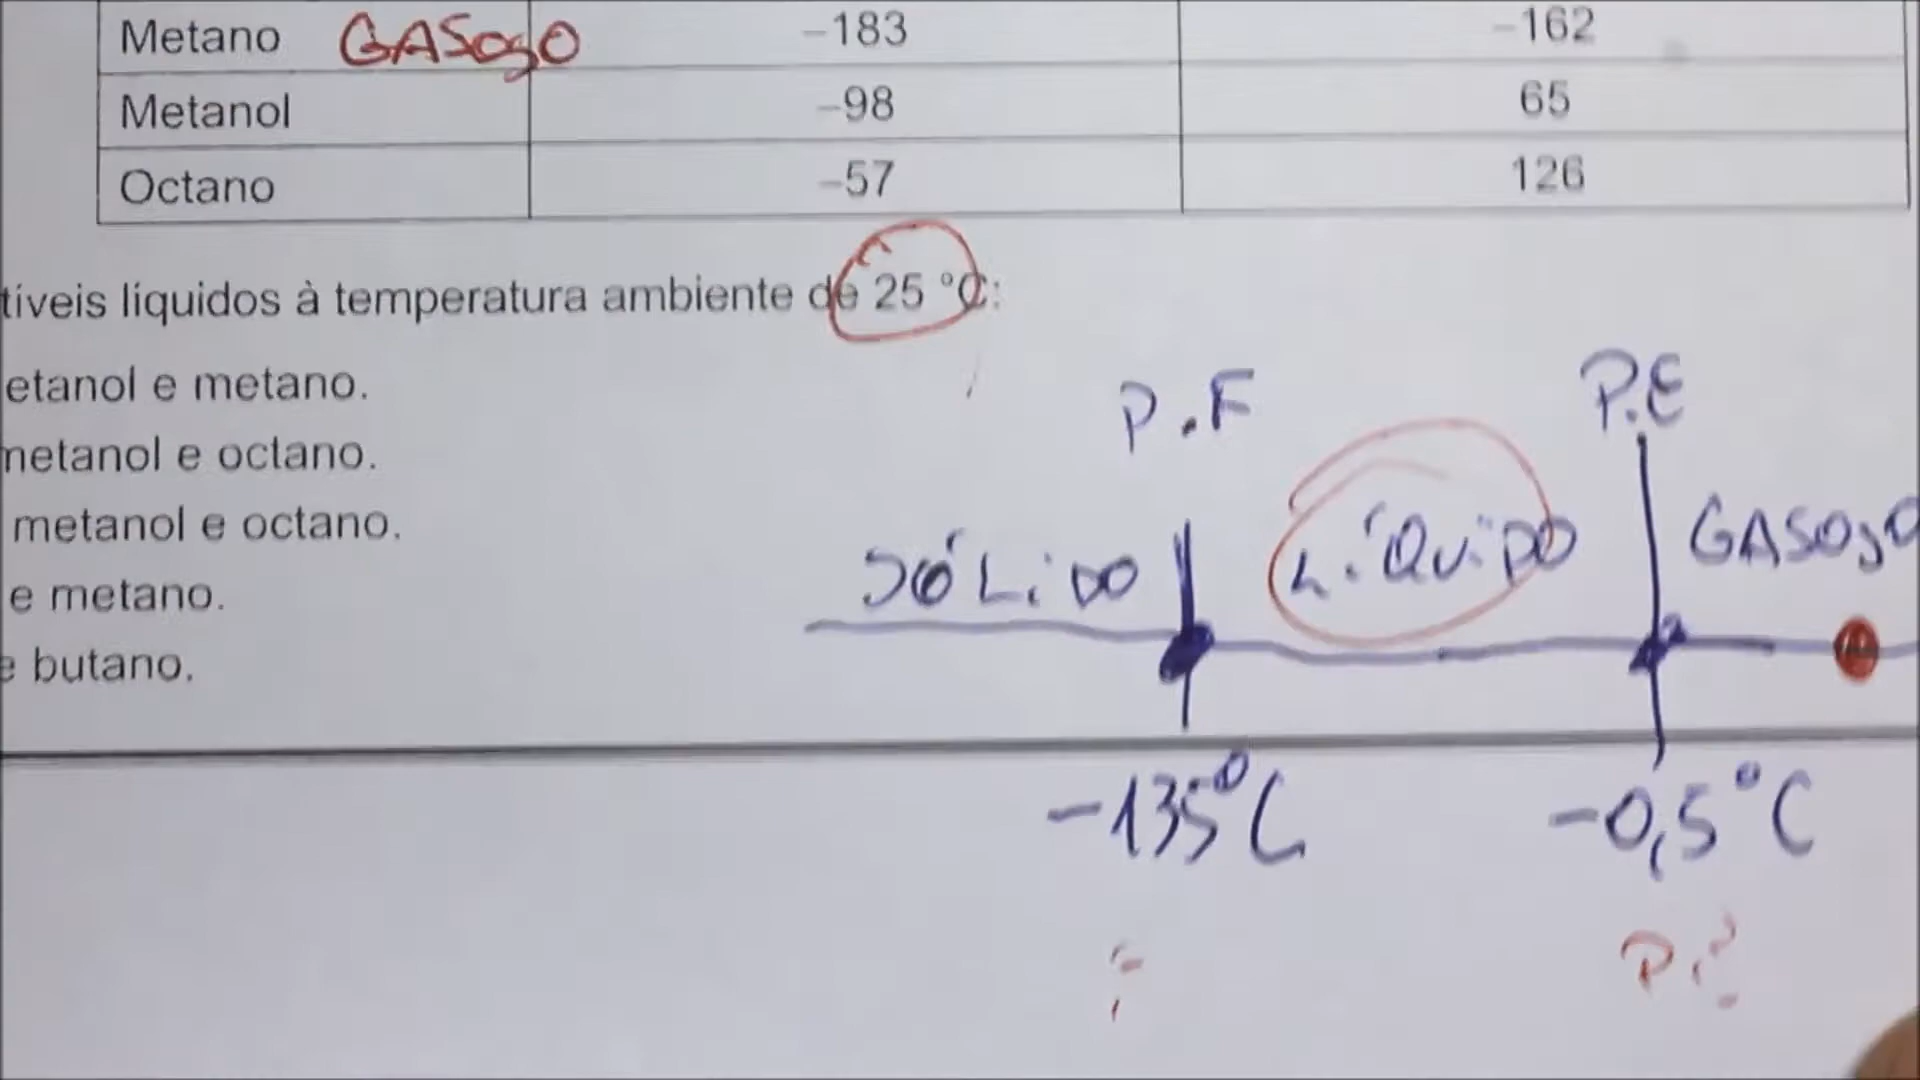 Metano GASOSO -183 -162
Metanol -98 65
Octano -57 126
tíveis líquidos à temperatura ambiente de 25 °C:
etanol e metano.
metanol e octano.
metanol e octano.
e metano.
e butano.
P.F P.E
SÓLiDO LíQUiDO GASOSO
-135°C -0,5°C